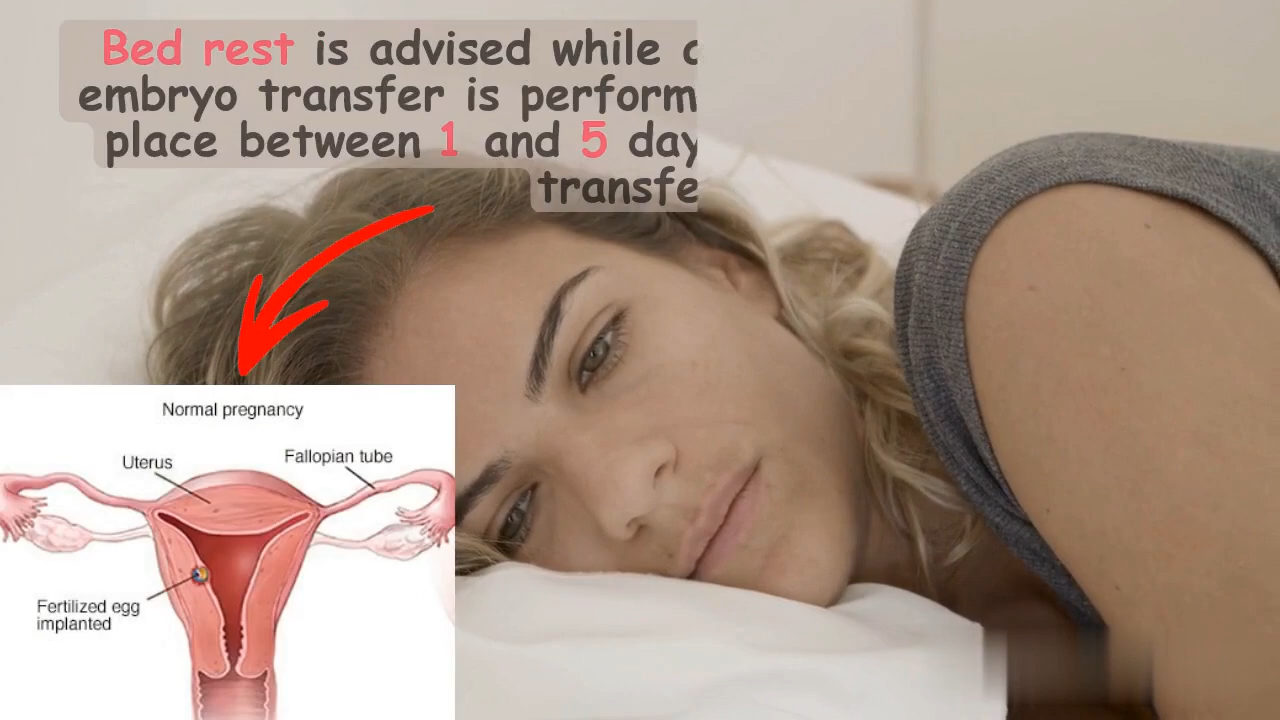 Bed rest is advised while
embryo transfer is perform
place between 1 and 5 day
transfe
Normal pregnancy
Uterus
Fallopian tube
Fertilized egg
implanted